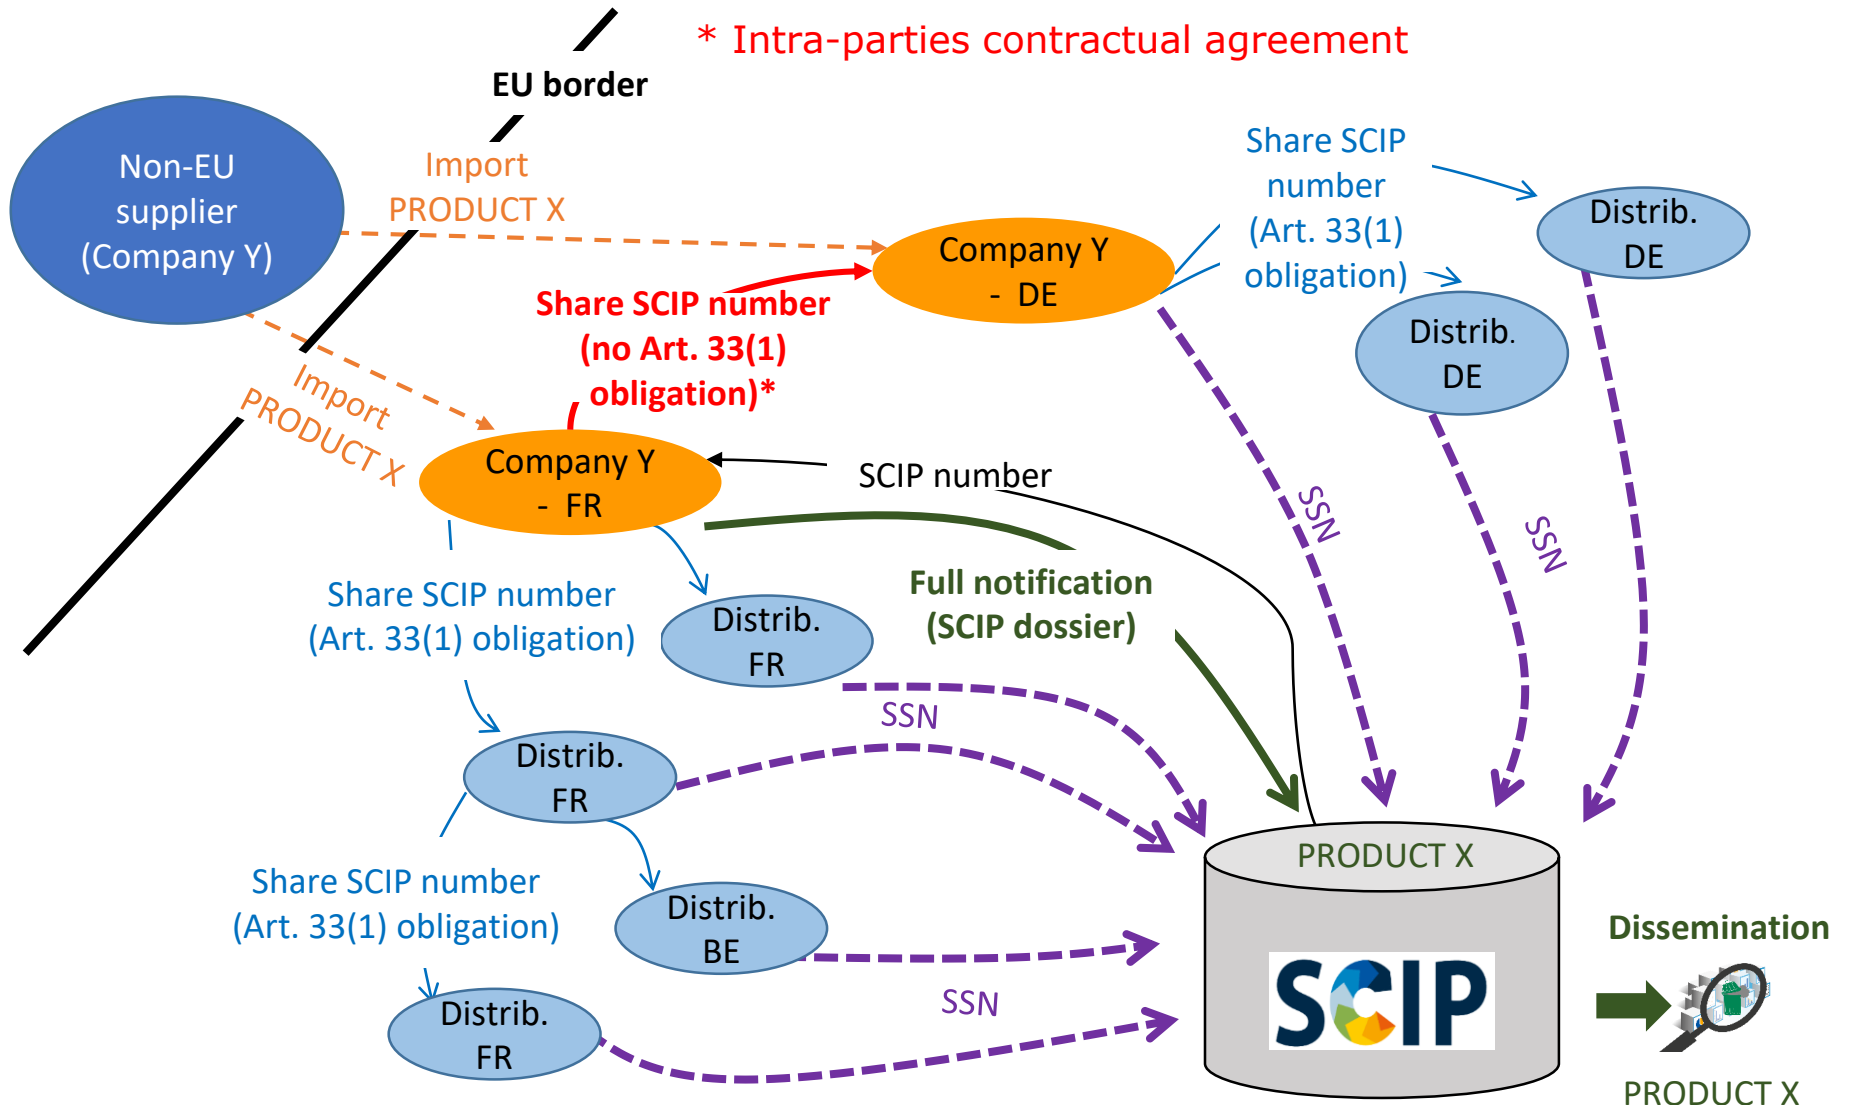 * Intra-parties contractual agreement
EU border
Non-EU
supplier
(Company Y)
Import
PRODUCT X
Import
PRODUCT X
Company Y
- DE
Share SCIP
number
(Art. 33(1)
obligation)
Distrib.
DE
Distrib.
DE
Share SCIP number
(no Art. 33(1)
obligation)*
Company Y
- FR
SCIP number
SSN
SSN
Share SCIP number
(Art. 33(1) obligation)
Distrib.
FR
Full notification
(SCIP dossier)
SSN
Distrib.
FR
Share SCIP number
(Art. 33(1) obligation)
Distrib.
BE
SSN
Distrib.
FR
PRODUCT X
SCIP
Dissemination
PRODUCT X